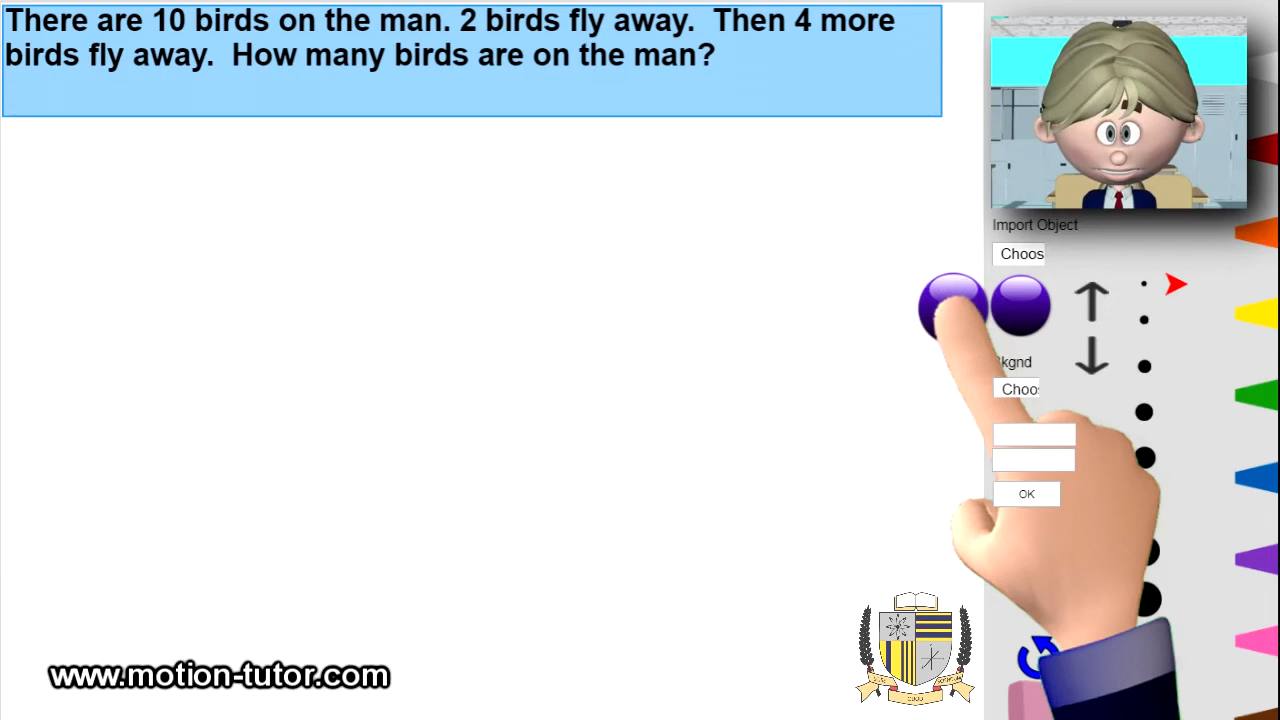 There are 10 birds on the man. 2 birds fly away.  Then 4 more
birds fly away.  How many birds are on the man?
Import Object
Choos
kgnd
Choos
OK
www.motion-tutor.com